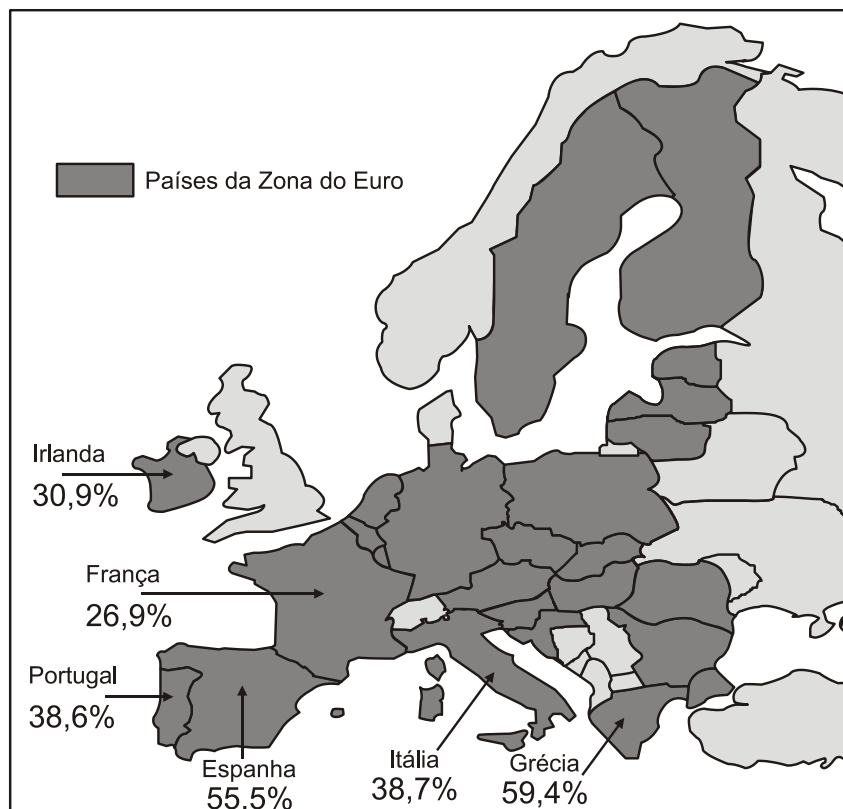 Países da Zona do Euro
Irlanda
30,9%
França
26,9%
Portugal
38,6%
Espanha
55,5%
Itália
38,7%
Grécia
59,4%